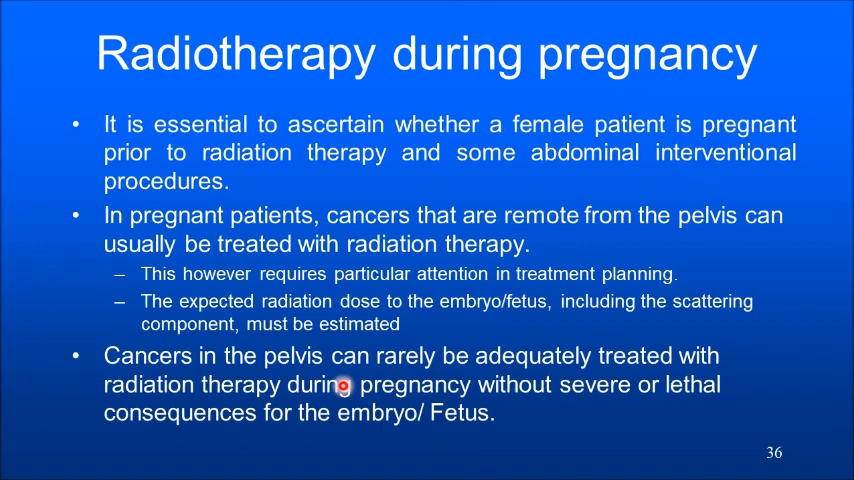 Radiotherapy during pregnancy
• It is essential to ascertain whether a female patient is pregnant
prior to radiation therapy and some abdominal interventional
procedures.
• In pregnant patients, cancers that are remote from the pelvis can
usually be treated with radiation therapy.
– This however requires particular attention in treatment planning.
– The expected radiation dose to the embryo/fetus, including the scattering
component, must be estimated
• Cancers in the pelvis can rarely be adequately treated with
radiation therapy during pregnancy without severe or lethal
consequences for the embryo/ Fetus.
36